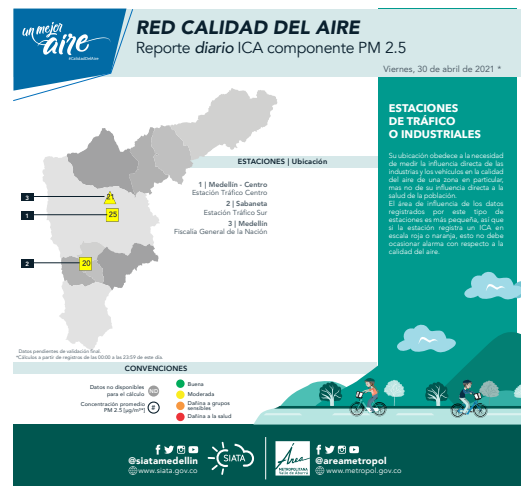 un mejor
aire
#CalidadDelAire
RED CALIDAD DEL AIRE
Reporte diario ICA componente PM 2.5
Viernes, 30 de abril de 2021 *
ESTACIONES
DE TRÁFICO
O INDUSTRIALES
Su ubicación obedece a la necesidad
de medir la influencia directa de las
industrias y los vehículos en la calidad
del aire de una zona en particular,
mas no de su influencia directa a la
salud de la población.
El área de influencia de los datos
registrados por este tipo de
estaciones es más pequeña, así que
si la estación registra un ICA en
escala roja o naranja, esto no debe
ocasionar alarma con respecto a la
calidad del aire.
ESTACIONES | Ubicación
1 | Medellín - Centro
Estación Tráfico Centro
2 | Sabaneta
Estación Tráfico Sur
3 | Medellín
Fiscalía General de la Nación
3
21
1
25
2
20
Datos pendientes de validación final.
*Cálculos a partir de registros de las 00:00 a las 23:59 de este día.
CONVENCIONES
Datos no disponibles
para el cálculo
Concentración promedio
PM 2.5 [µg/m³*]
#
Buena
Moderada
Dañina a grupos
sensibles
Dañina a la salud
@siatamedellin
www.siata.gov.co
SIATA
Área
METROPOLITANA
Valle de Aburrá
@areametropol
www.metropol.gov.co